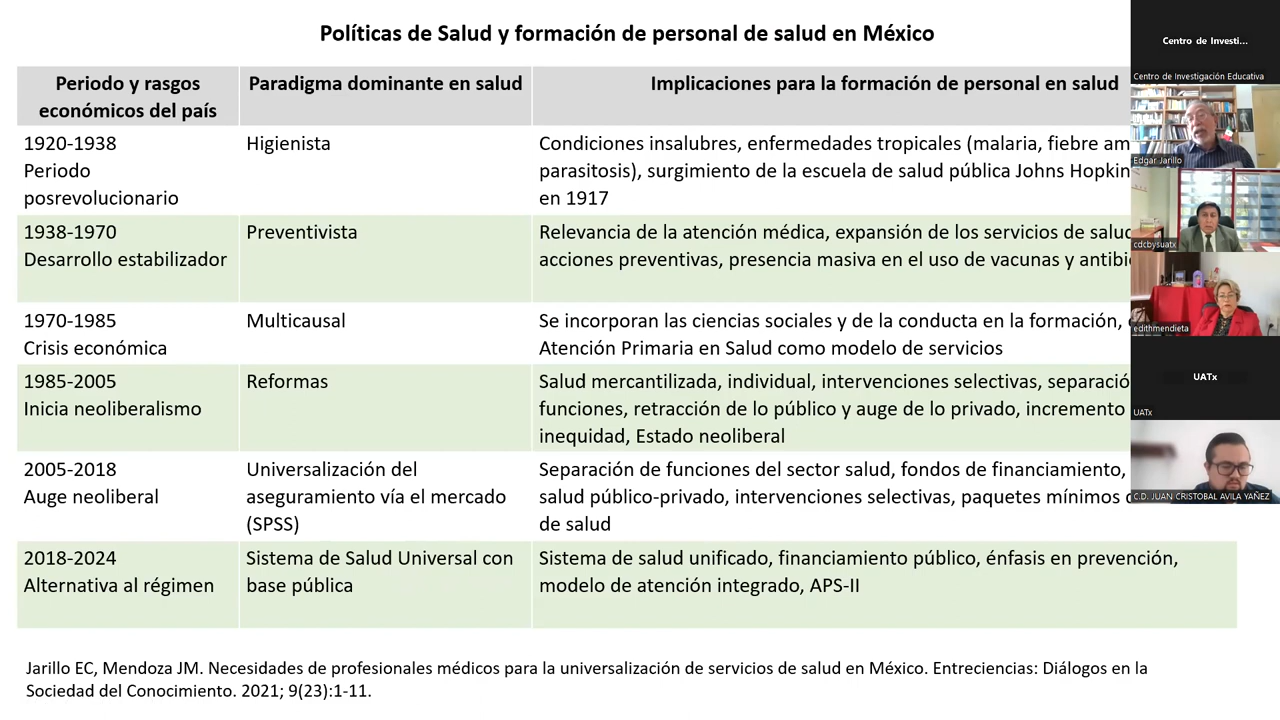 Políticas de Salud y formación de personal de salud en México
Periodo y rasgos
económicos del país
Paradigma dominante en salud
Implicaciones para la formación de personal en salud
1920-1938
Periodo
posrevolucionario
Higienista
Condiciones insalubres, enfermedades tropicales (malaria, fiebre
parasitosis), surgimiento de la escuela de salud pública Johns
en 1917
1938-1970
Desarrollo estabilizador
Preventivista
Relevancia de la atención médica, expansión de los servicios de
acciones preventivas, presencia masiva en el uso de vacunas y
1970-1985
Crisis económica
Multicausal
Se incorporan las ciencias sociales y de la conducta en la formación,
Atención Primaria en Salud como modelo de servicios
1985-2005
Inicia neoliberalismo
Reformas
Salud mercantilizada, individual, intervenciones selectivas,
funciones, retracción de lo público y auge de lo privado, incremento
inequidad, Estado neoliberal
2005-2018
Auge neoliberal
Universalización del
aseguramiento vía el mercado
(SPSS)
Separación de funciones del sector salud, fondos de financiamiento,
salud público-privado, intervenciones selectivas, paquetes mínimos
de salud
2018-2024
Alternativa al régimen
Sistema de Salud Universal con
base pública
Sistema de salud unificado, financiamiento público, énfasis en prevención,
modelo de atención integrado, APS-II
Jarillo EC, Mendoza JM. Necesidades de profesionales médicos para la universalización de servicios de salud en México. Entreciencias: Diálogos en la
Sociedad del Conocimiento. 2021; 9(23):1-11.
Centro de Investi...
Centro de Investigación Educativa
Edgar Jarillo
cdcbysuatx
edithmendieta
UATx
UATx
C.D. JUAN CRISTOBAL AVILA YAÑEZ